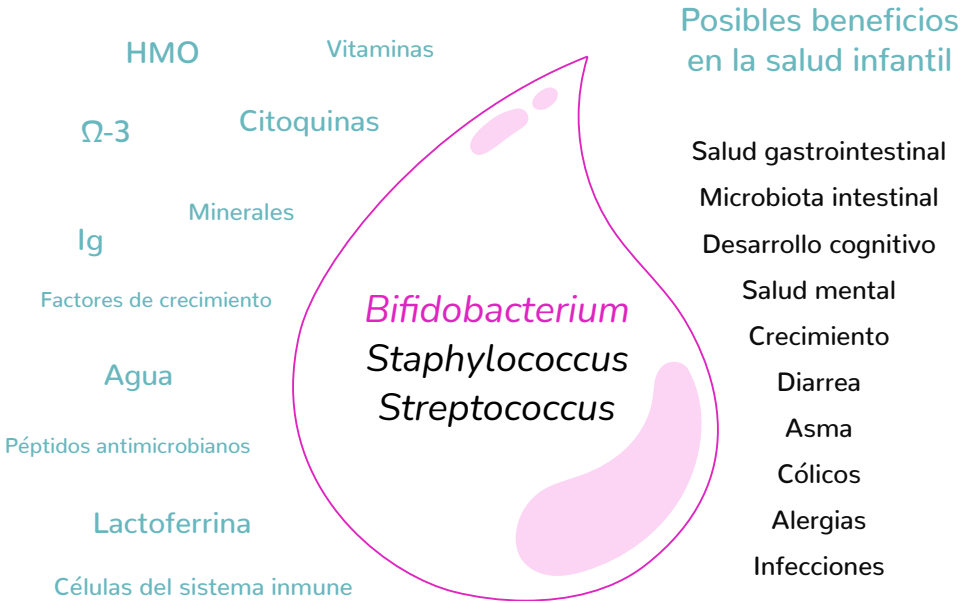 HMO
Vitaminas
Ω-3
Citoquinas
Minerales
Ig
Factores de crecimiento
Agua
Péptidos antimicrobianos
Lactoferrina
Células del sistema inmune
Bifidobacterium
Staphylococcus
Streptococcus
Posibles beneficios
en la salud infantil
Salud gastrointestinal
Microbiota intestinal
Desarrollo cognitivo
Salud mental
Crecimiento
Diarrea
Asma
Cólicos
Alergias
Infecciones